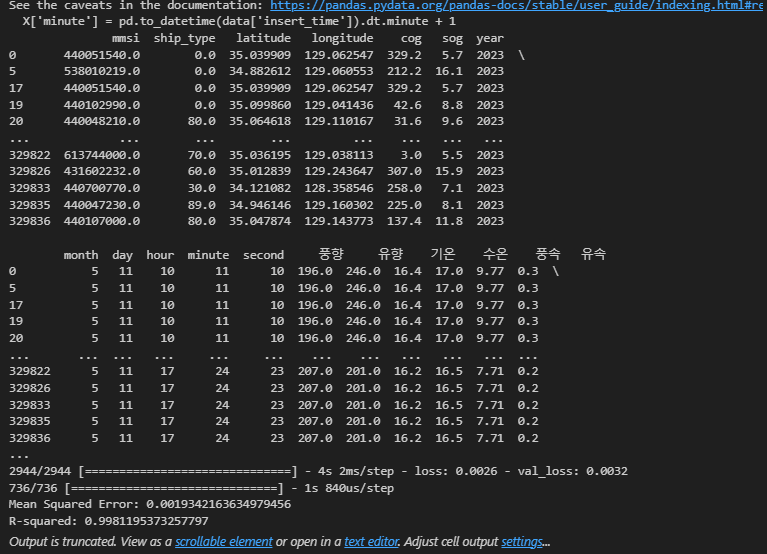 See the caveats in the documentation: https://pandas.pydata.org/pandas-docs/stable/user_guide/indexing.html#re
  X['minute'] = pd.to_datetime(data['insert_time']).dt.minute + 1
               mmsi  ship_type   latitude   longitude    cog   sog  year
0       440051540.0        0.0  35.039909  129.062547  329.2   5.7  2023  \
5       538010219.0        0.0  34.882612  129.060553  212.2  16.1  2023
17      440051540.0        0.0  35.039909  129.062547  329.2   5.7  2023
19      440102990.0        0.0  35.099860  129.041436   42.6   8.8  2023
20      440048210.0       80.0  35.064618  129.110167   31.6   9.6  2023
...             ...        ...        ...         ...    ...   ...   ...
329822  613744000.0       70.0  35.036195  129.038113    3.0   5.5  2023
329826  431602232.0       60.0  35.012839  129.243647  307.0  15.9  2023
329833  440700770.0       30.0  34.121082  128.358546  258.0   7.1  2023
329835  440047230.0       89.0  34.946146  129.160302  225.0   8.1  2023
329836  440107000.0       80.0  35.047874  129.143773  137.4  11.8  2023
        month  day  hour  minute  second     풍향     유향    기온    수온    풍속   유속
0           5   11    10      11      10  196.0  246.0  16.4  17.0  9.77  0.3  \
5           5   11    10      11      10  196.0  246.0  16.4  17.0  9.77  0.3
17          5   11    10      11      10  196.0  246.0  16.4  17.0  9.77  0.3
19          5   11    10      11      10  196.0  246.0  16.4  17.0  9.77  0.3
20          5   11    10      11      10  196.0  246.0  16.4  17.0  9.77  0.3
...       ...  ...   ...     ...     ...    ...    ...   ...   ...   ...  ...
329822      5   11    17      24      23  207.0  201.0  16.2  16.5  7.71  0.2
329826      5   11    17      24      23  207.0  201.0  16.2  16.5  7.71  0.2
329833      5   11    17      24      23  207.0  201.0  16.2  16.5  7.71  0.2
329835      5   11    17      24      23  207.0  201.0  16.2  16.5  7.71  0.2
329836      5   11    17      24      23  207.0  201.0  16.2  16.5  7.71  0.2
...
2944/2944 [==============================] - 4s 2ms/step - loss: 0.0026 - val_loss: 0.0032
736/736 [==============================] - 1s 840us/step
Mean Squared Error: 0.0019342163634979456
R-squared: 0.9981195373257797
Output is truncated. View as a scrollable element or open in a text editor. Adjust cell output settings...